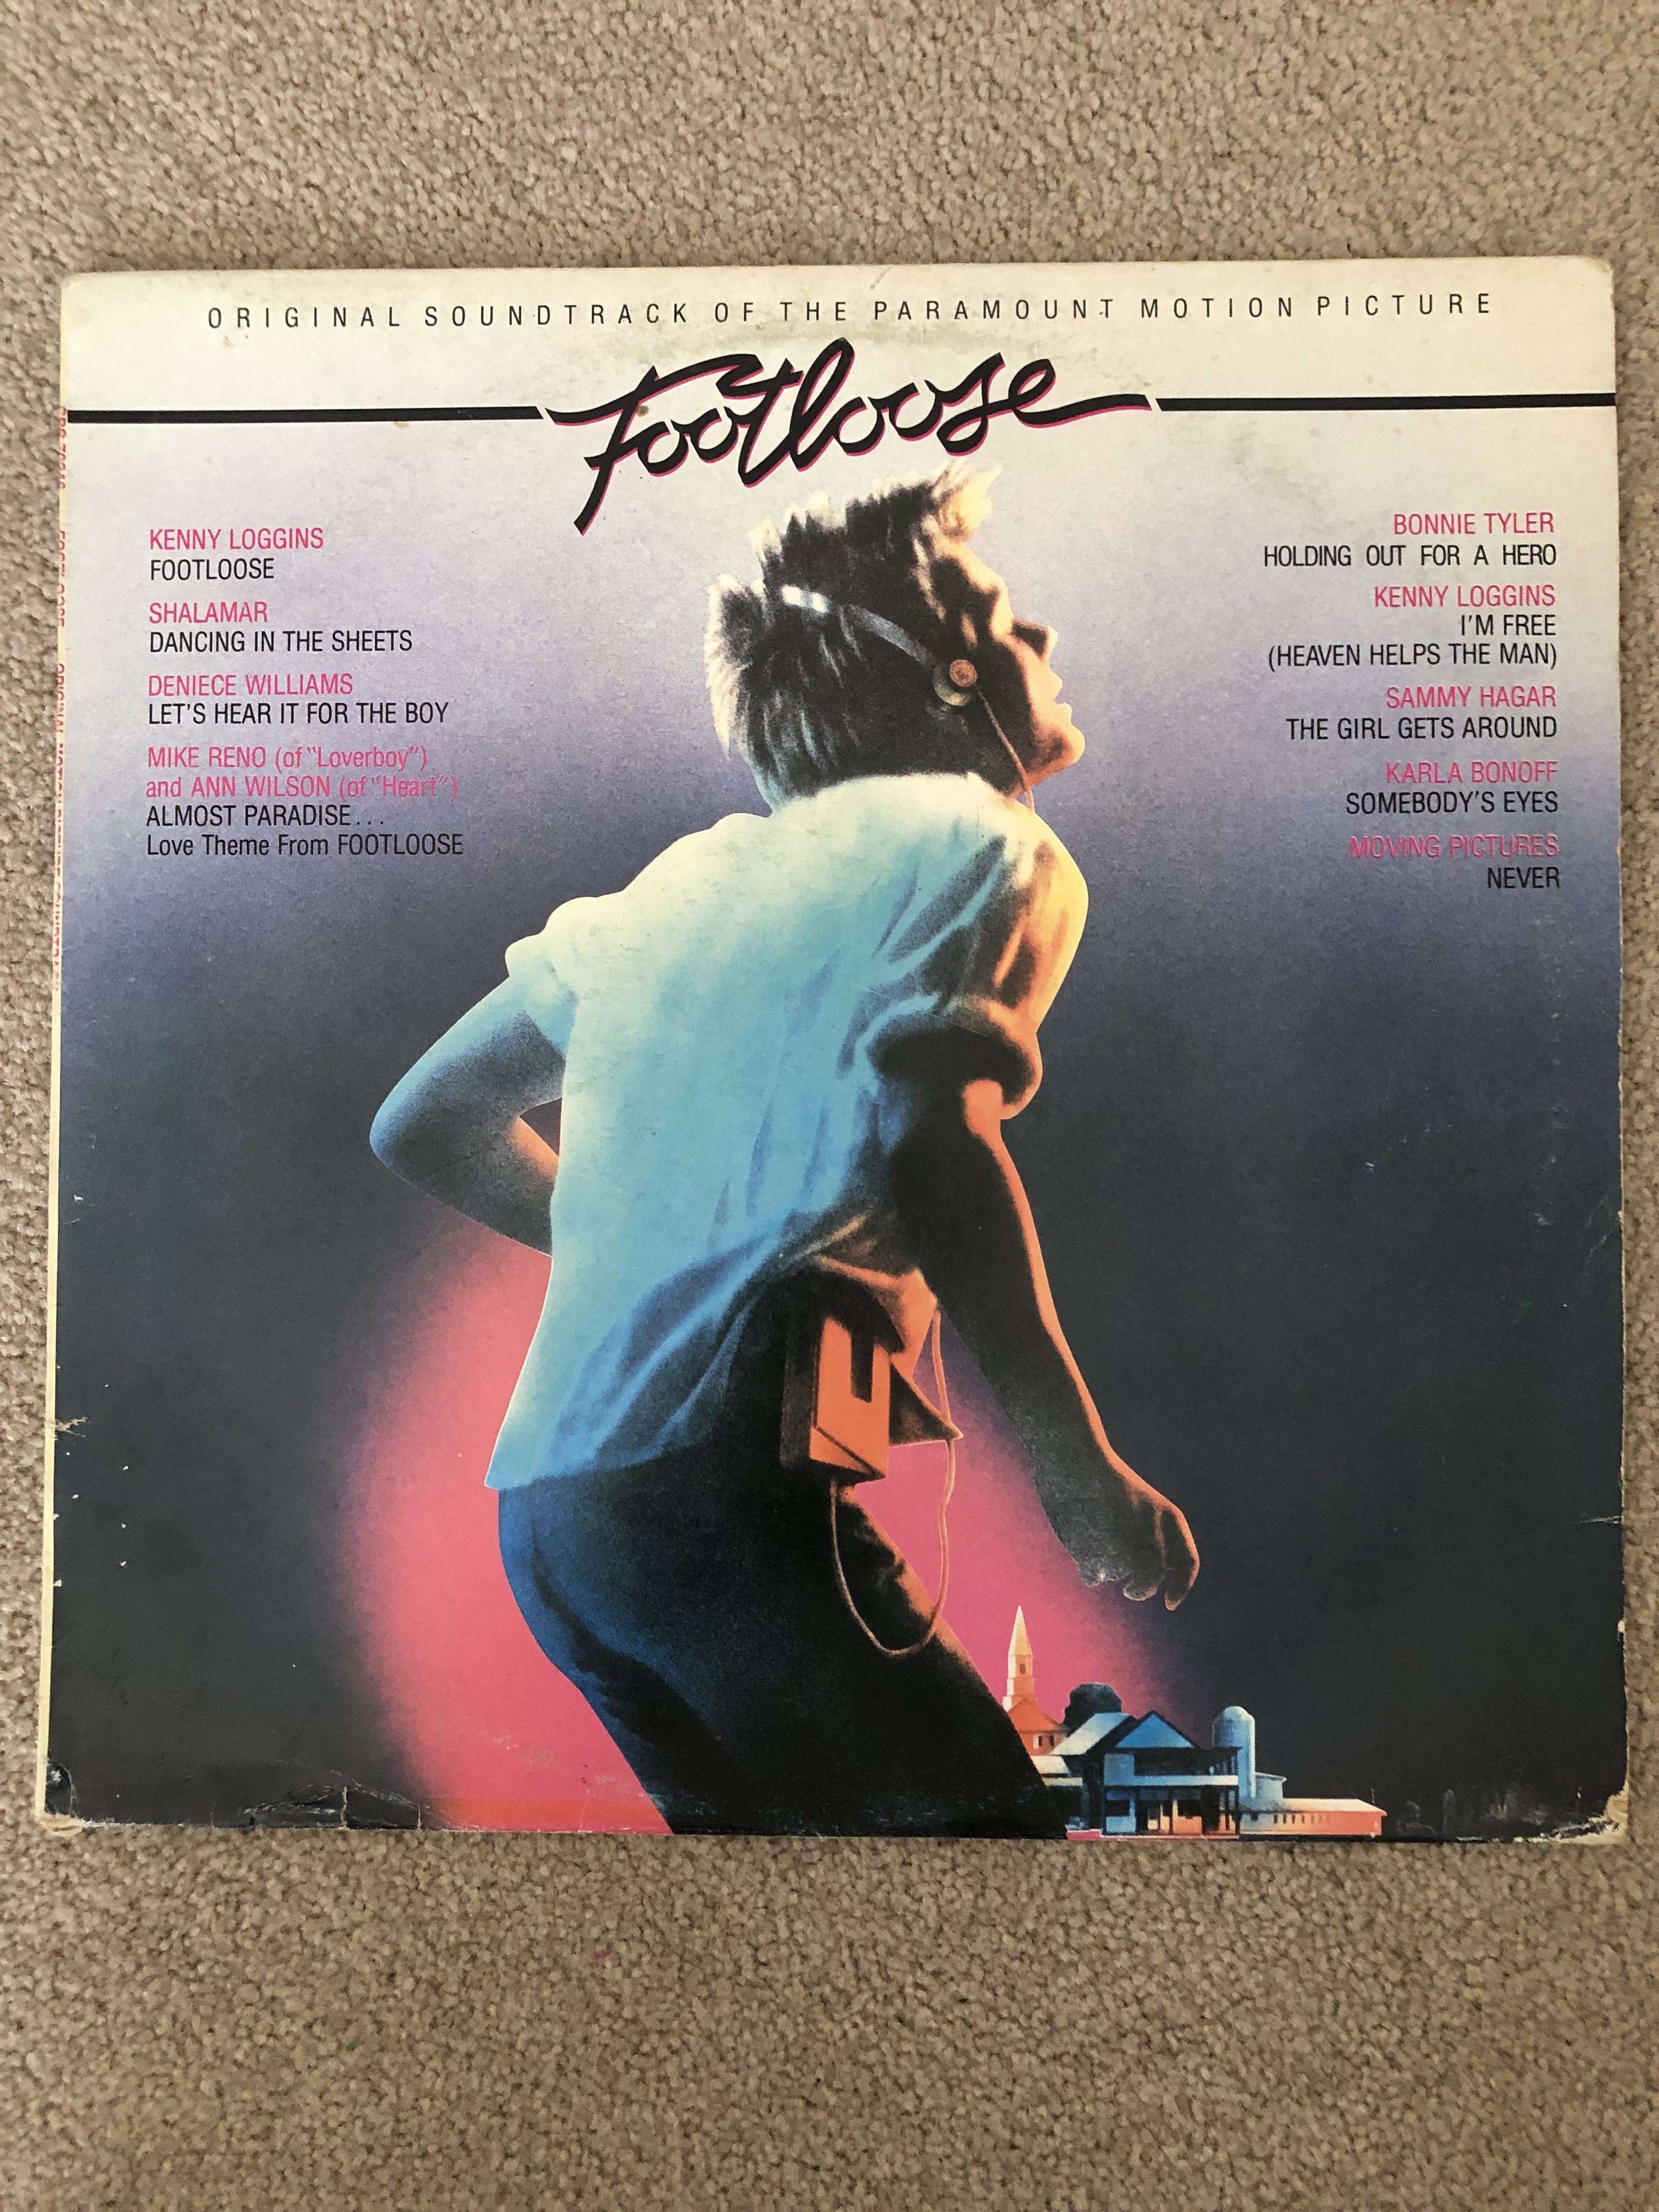 ORIGINAL SOUNDTRACK OF THE PARAMOUNT MOTION PICTURE
Footloose
KENNY LOGGINS
FOOTLOOSE
SHALAMAR
DANCING IN THE SHEETS
DENIECE WILLIAMS
LET'S HEAR IT FOR THE BOY
MIKE RENO (of "Loverboy")
and ANN WILSON (of "Heart")
ALMOST PARADISE...
Love Theme From FOOTLOOSE
BONNIE TYLER
HOLDING OUT FOR A HERO
KENNY LOGGINS
I'M FREE
(HEAVEN HELPS THE MAN)
SAMMY HAGAR
THE GIRL GETS AROUND
KARLA BONOFF
SOMEBODY'S EYES
MOVING PICTURES
NEVER